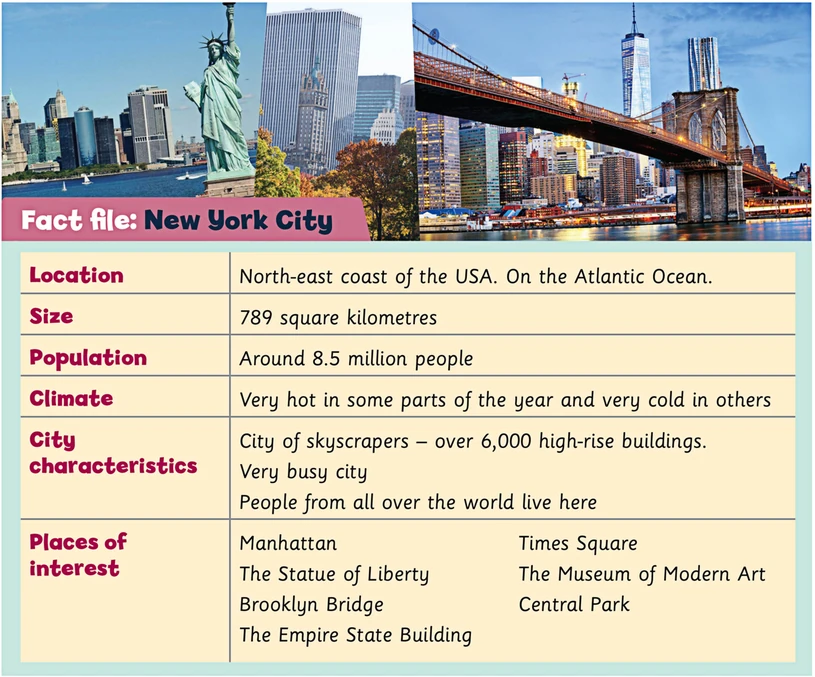 Fact file: New York City
Location
North-east coast of the USA. On the Atlantic Ocean.
Size
789 square kilometres
Population
Around 8.5 million people
Climate
Very hot in some parts of the year and very cold in others
City
characteristics
City of skyscrapers – over 6,000 high-rise buildings.
Very busy city
People from all over the world live here
Places of
interest
Manhattan
The Statue of Liberty
Brooklyn Bridge
The Empire State Building
Times Square
The Museum of Modern Art
Central Park